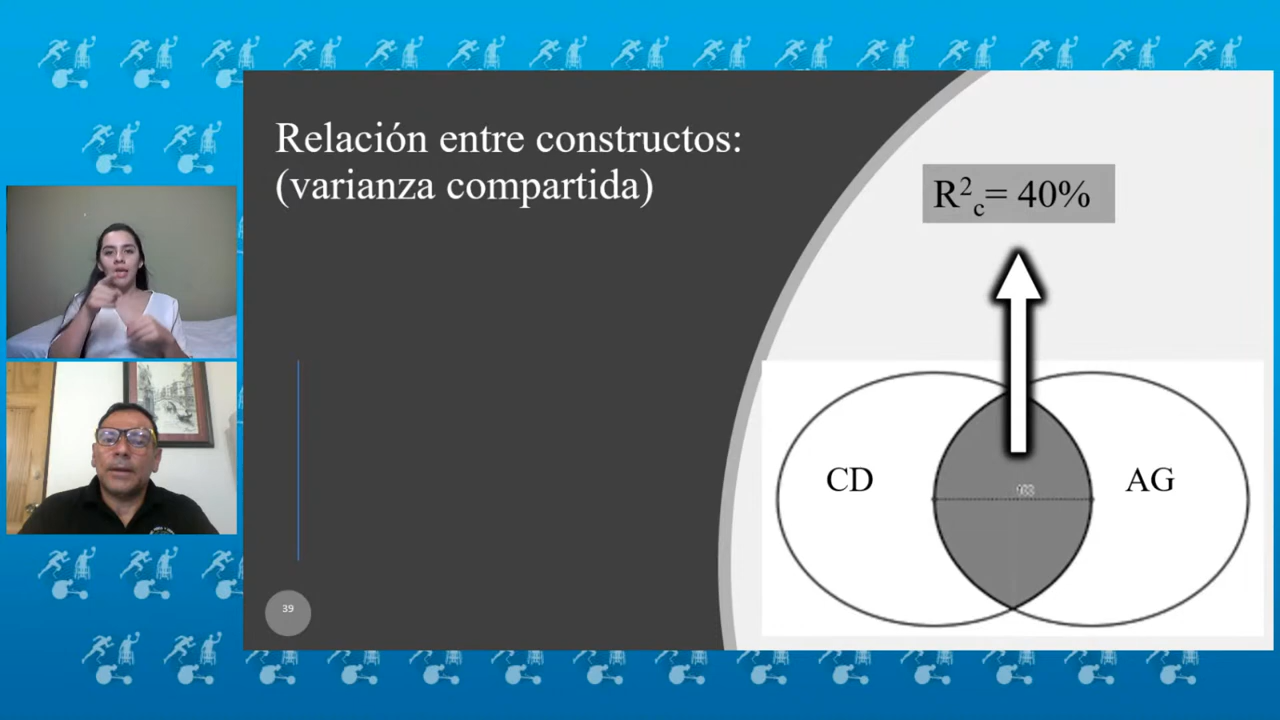 Relación entre constructos:
(varianza compartida)
R²c= 40%
CD
AG
39